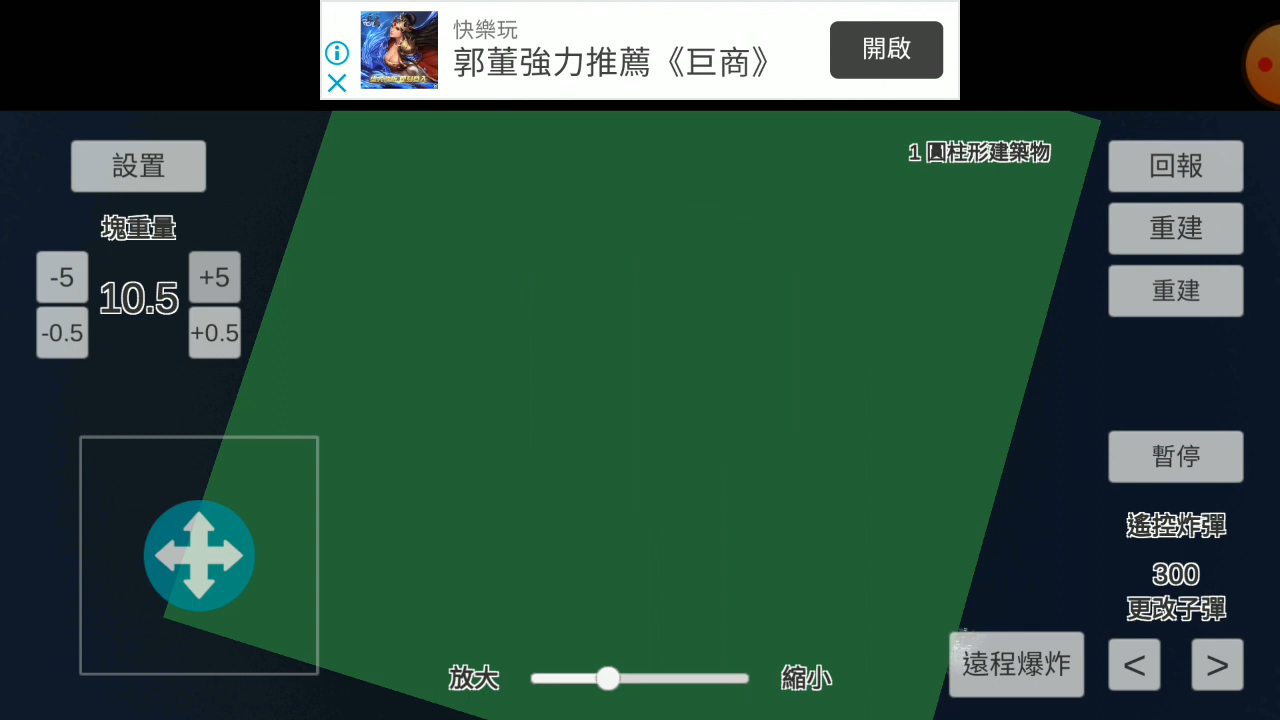 快樂玩
郭董強力推薦《巨商》
開啟
設置
1 圓柱形建築物
回報
塊重量
重建
-5
10.5
+5
重建
-0.5
+0.5
暫停
遙控炸彈
300
更改子彈
放大
縮小
遠程爆炸
<
>